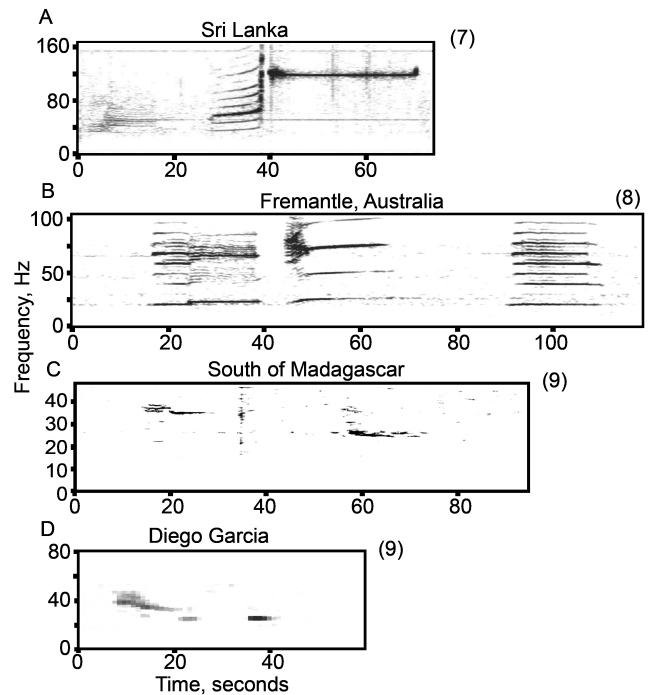 A
Sri Lanka
(7)
160
80
0
0 20 40 60
B
Fremantle, Australia
(8)
100
50
0
0 20 40 60 80 100
Frequency, Hz
C
South of Madagascar
(9)
40
30
20
10
0
0 20 40 60 80
D
Diego Garcia
(9)
80
40
0
0 20 40
Time, seconds